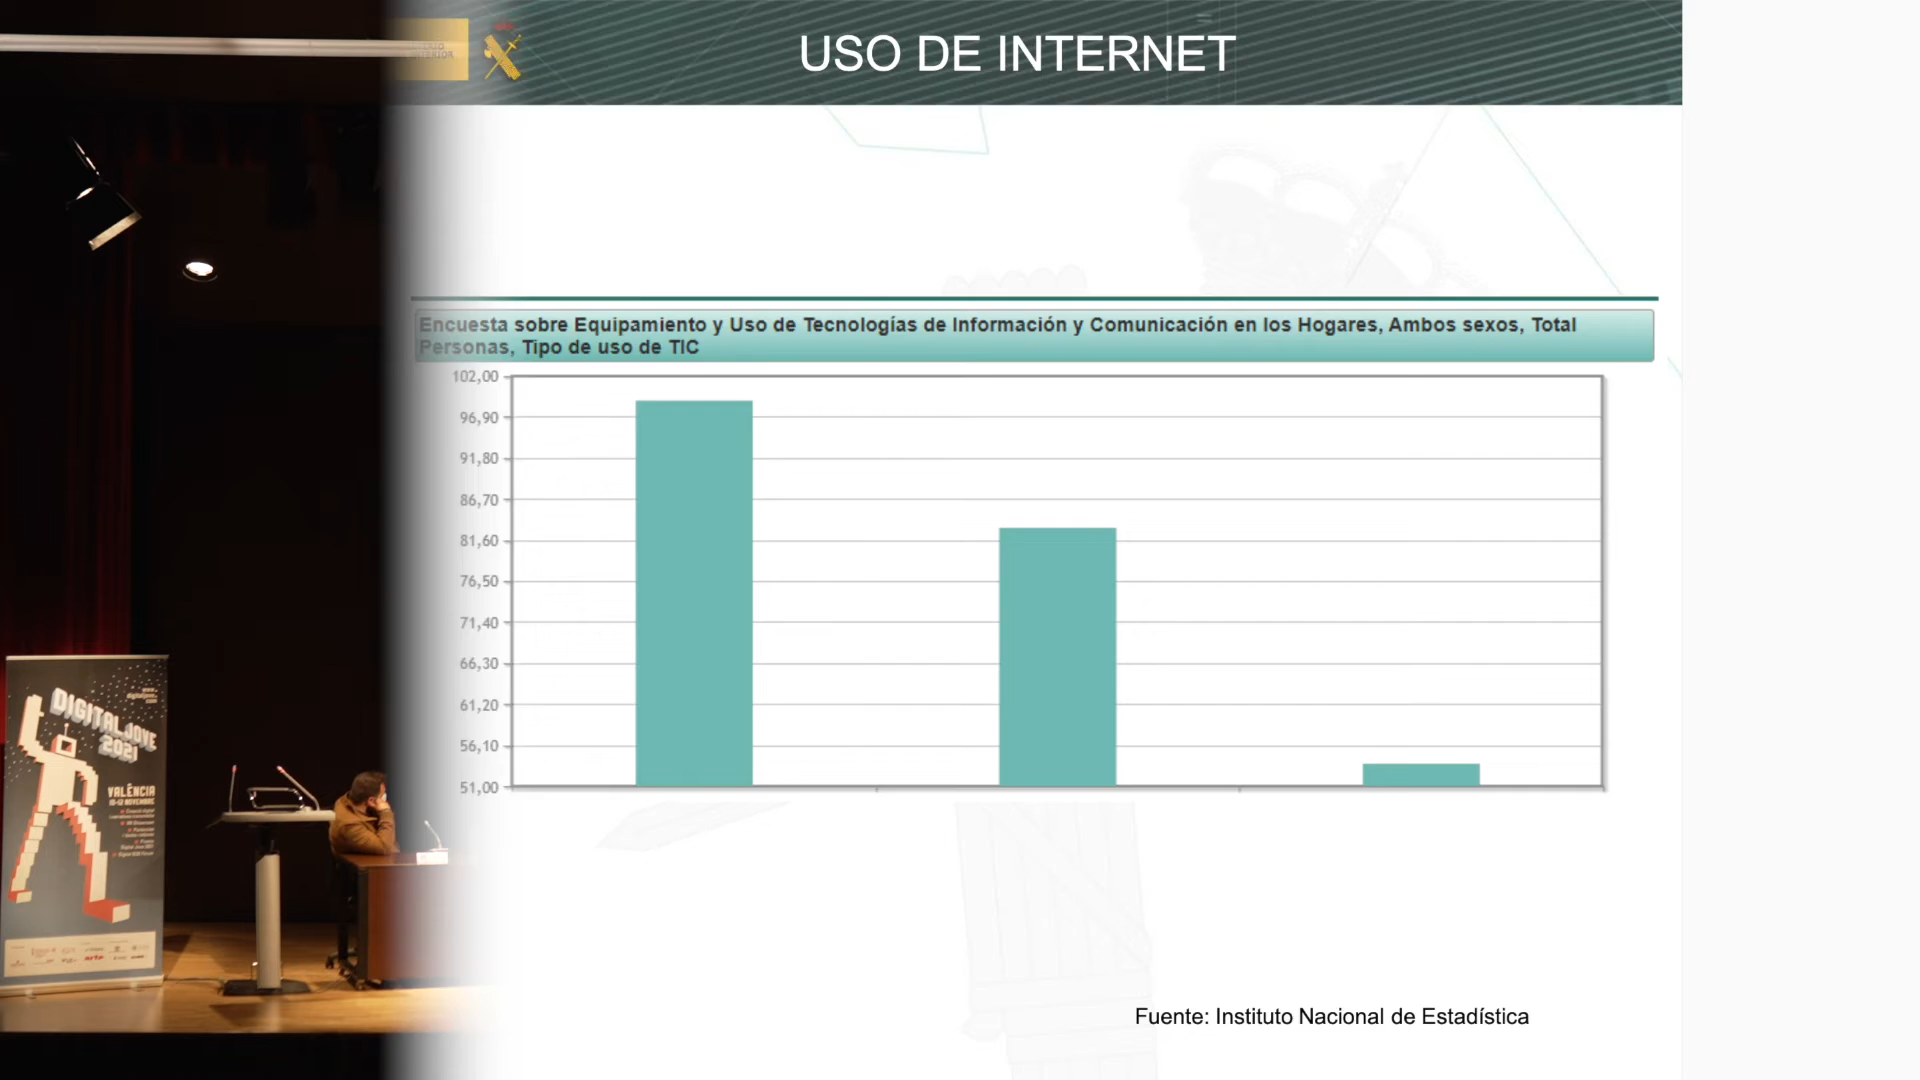 USO DE INTERNET
Encuesta sobre Equipamiento y Uso de Tecnologías de Información y Comunicación en los Hogares, Ambos sexos, Total
Personas, Tipo de uso de TIC
102,00
96,90
91,80
86,70
81,60
76,50
71,40
66,30
61,20
56,10
51,00
DIGITAL JOVE
2021
VALÈNCIA
arte
Fuente: Instituto Nacional de Estadística